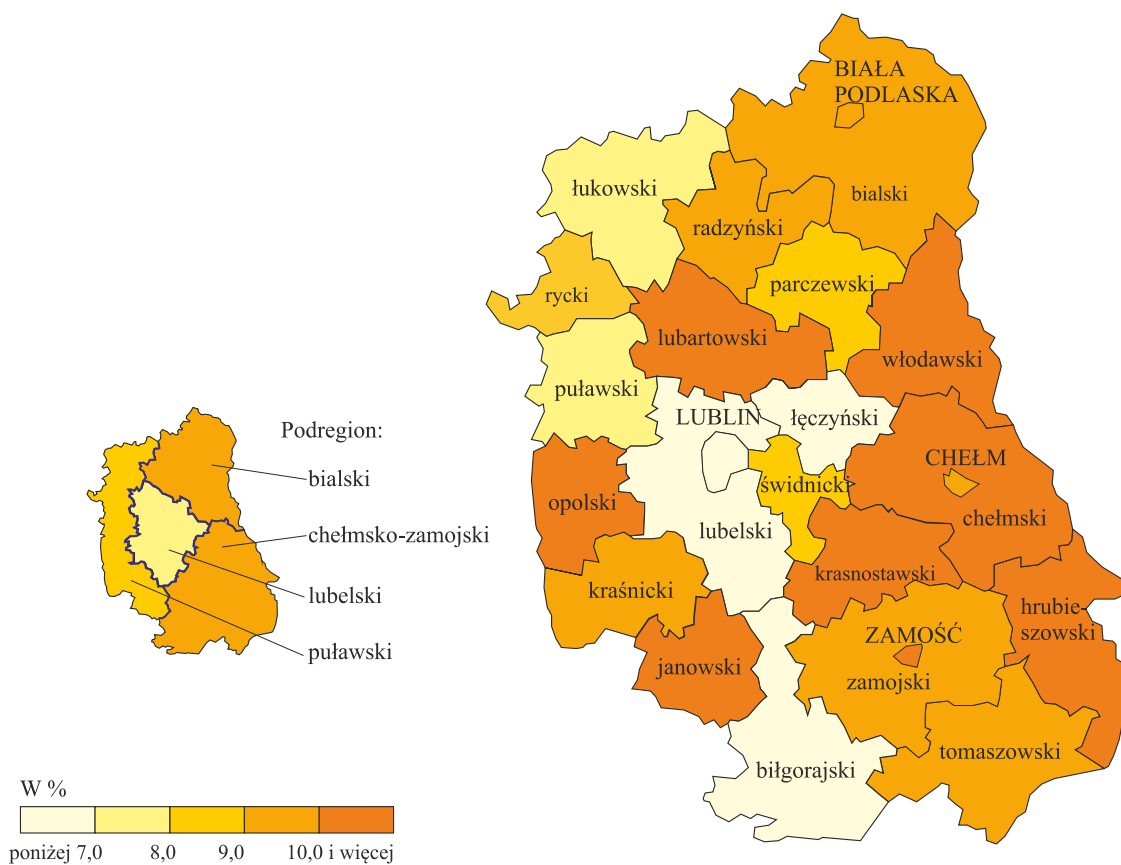 BIAŁA
PODLASKA
łukowski
bialski
radzyński
parczewski
rycki
lubartowski
włodawski
puławski
LUBLIN
łęczyński
CHEŁM
świdnicki
opolski
chełmski
lubelski
krasnostawski
kraśnicki
hrubie-
szowski
ZAMOŚĆ
janowski
zamojski
tomaszowski
biłgorajski
Podregion:
bialski
chełmsko-zamojski
lubelski
puławski
W %
poniżej 7,0 8,0 9,0 10,0 i więcej